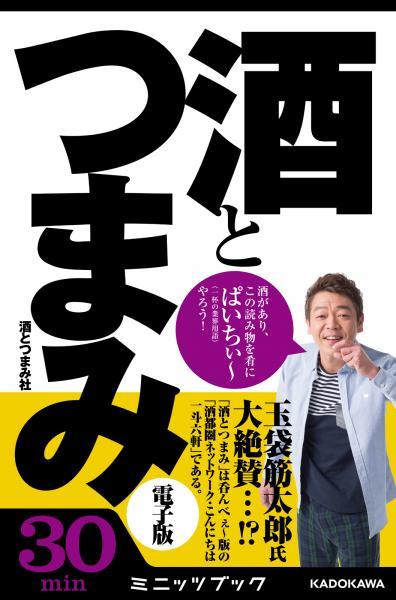 酒と
つまみ
酒とつまみ社
酒があり、
この読み物を肴に
ぱいちぃ〜
(一杯の業界用語)
やろう!
玉袋筋太郎氏
大絶賛…!?
「酒とつまみ」は呑んべぇ〜版の
「酒都圏ネットワーク・こんにちは
一斗六軒」である。
電子版
30
min
ミニッツブック
KADOKAWA